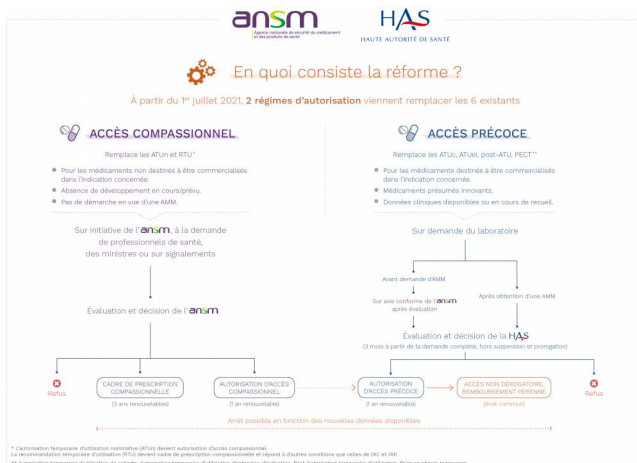 ansm
Agence nationale de sécurité du médicament
et des produits de santé
HAS
HAUTE AUTORITÉ DE SANTÉ
En quoi consiste la réforme ?
À partir du 1er juillet 2021, 2 régimes d'autorisation viennent remplacer les 6 existants
ACCÈS COMPASSIONNEL
Remplace les ATUn et RTU*
Pour les médicaments non destinés à être commercialisés
dans l'indication concernée.
Absence de développement en cours/prévu.
Pas de démarche en vue d'une AMM.
Sur initiative de l'ansm, à la demande
de professionnels de santé,
des ministres ou sur signalements
Évaluation et décision de l'ansm
Refus
CADRE DE PRESCRIPTION
COMPASSIONNELLE
(3 ans renouvelables)
AUTORISATION D'ACCÈS
COMPASSIONNEL
(1 an renouvelable)
ACCÈS PRÉCOCE
Remplace les ATUc, ATUei, post-ATU, PECT**
Pour les médicaments destinés à être commercialisés
dans l'indication concernée.
Médicaments présumés innovants.
Données cliniques disponibles ou en cours de recueil.
Sur demande du laboratoire
Avant demande d'AMM
Sur avis conforme de l'ansm
après évaluation
Après obtention d'une AMM
Évaluation et décision de la HAS
(3 mois à partir de la demande complète, hors suspension et prorogation)
AUTORISATION
D'ACCÈS PRÉCOCE
(1 an renouvelable)
ACCÈS NON DÉROGATOIRE,
REMBOURSEMENT PÉRENNE
(droit commun)
Refus
Arrêt possible en fonction des nouvelles données disponibles
* L'autorisation temporaire d'utilisation nominative (ATUn) devient autorisation d'accès compassionnel.
La recommandation temporaire d'utilisation (RTU) devient cadre de prescription compassionnelle et répond à d'autres conditions que celles de l'AC et l'AP.